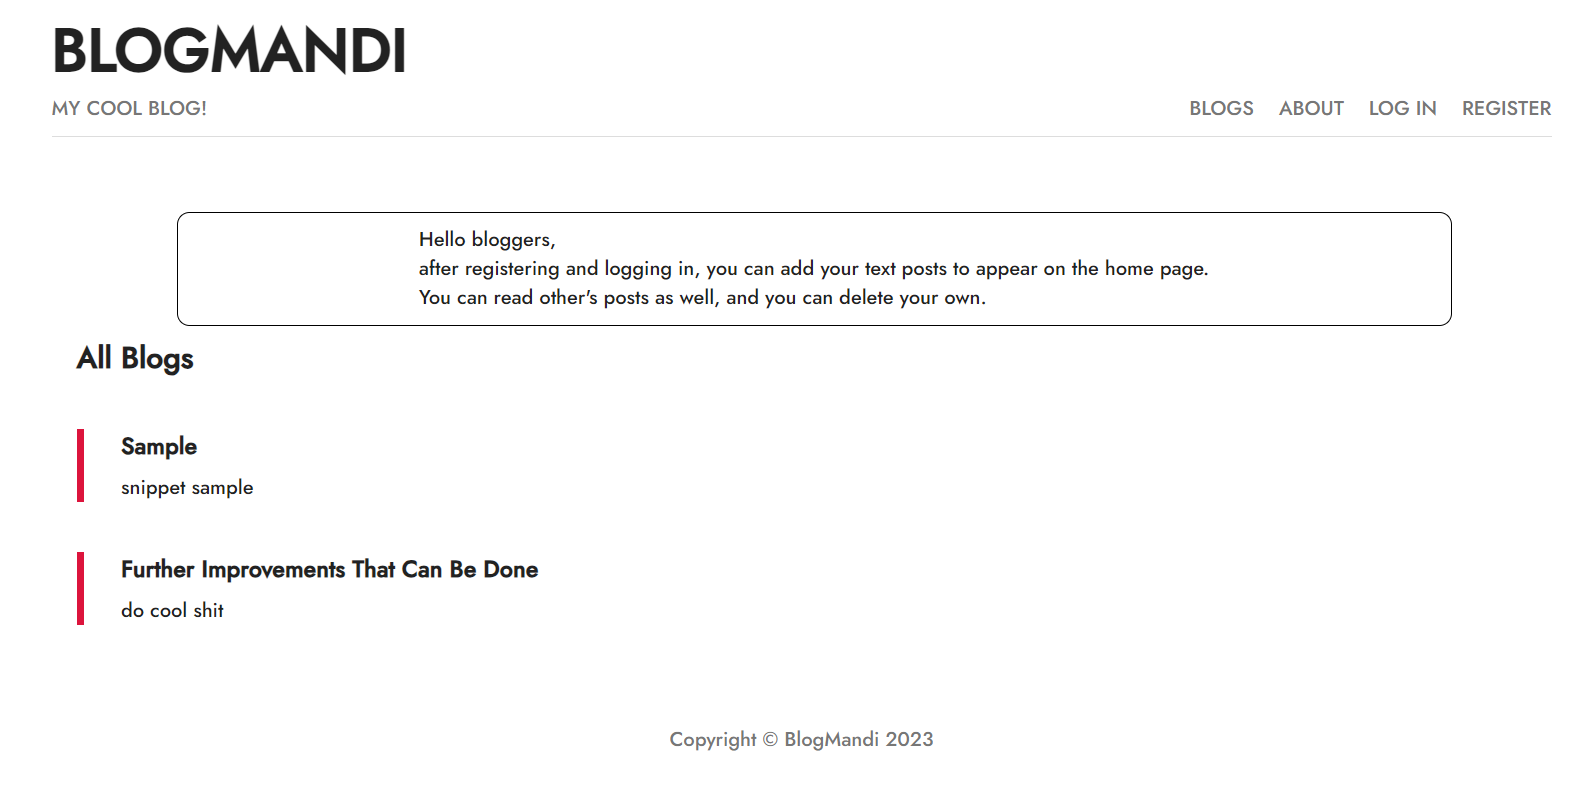 BLOGMANDI
MY COOL BLOG!
BLOGS ABOUT LOG IN REGISTER
Hello bloggers,
after registering and logging in, you can add your text posts to appear on the home page.
You can read other's posts as well, and you can delete your own.
All Blogs
Sample
snippet sample
Further Improvements That Can Be Done
do cool shit
Copyright © BlogMandi 2023